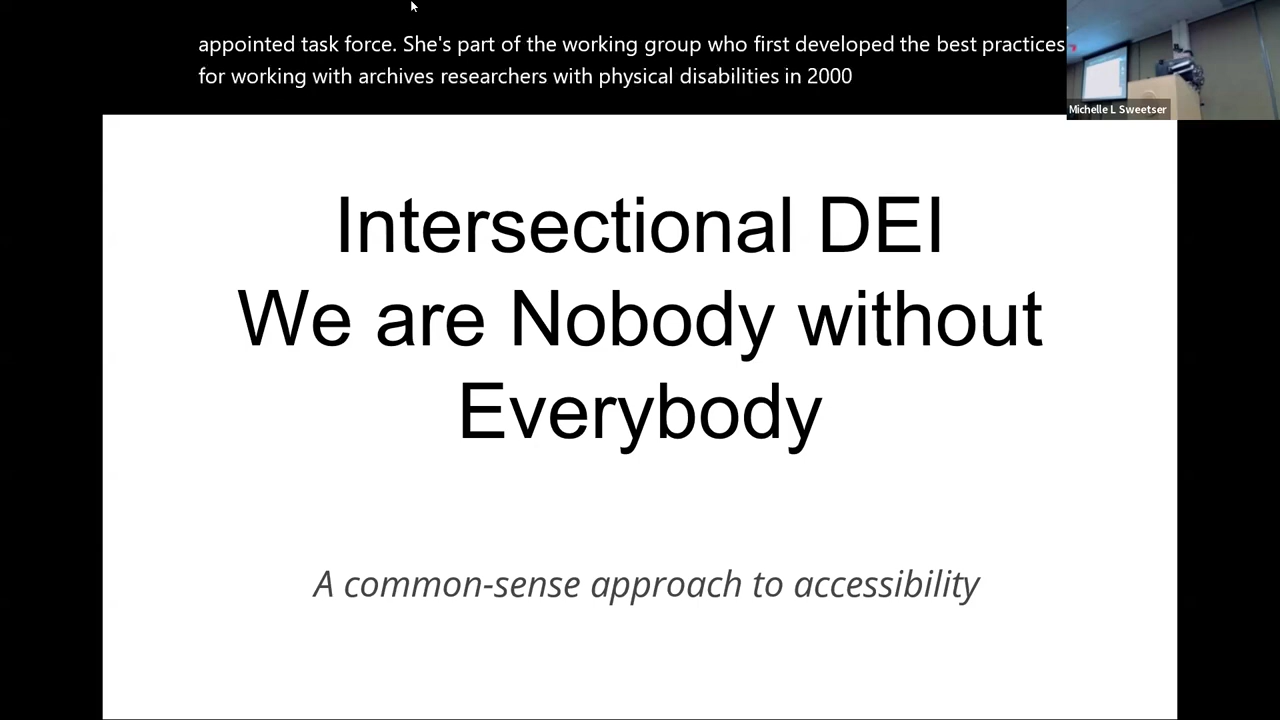 appointed task force. She's part of the working group who first developed the best practices
for working with archives researchers with physical disabilities in 2000
Michelle L Sweetser
Intersectional DEI
We are Nobody without
Everybody
A common-sense approach to accessibility